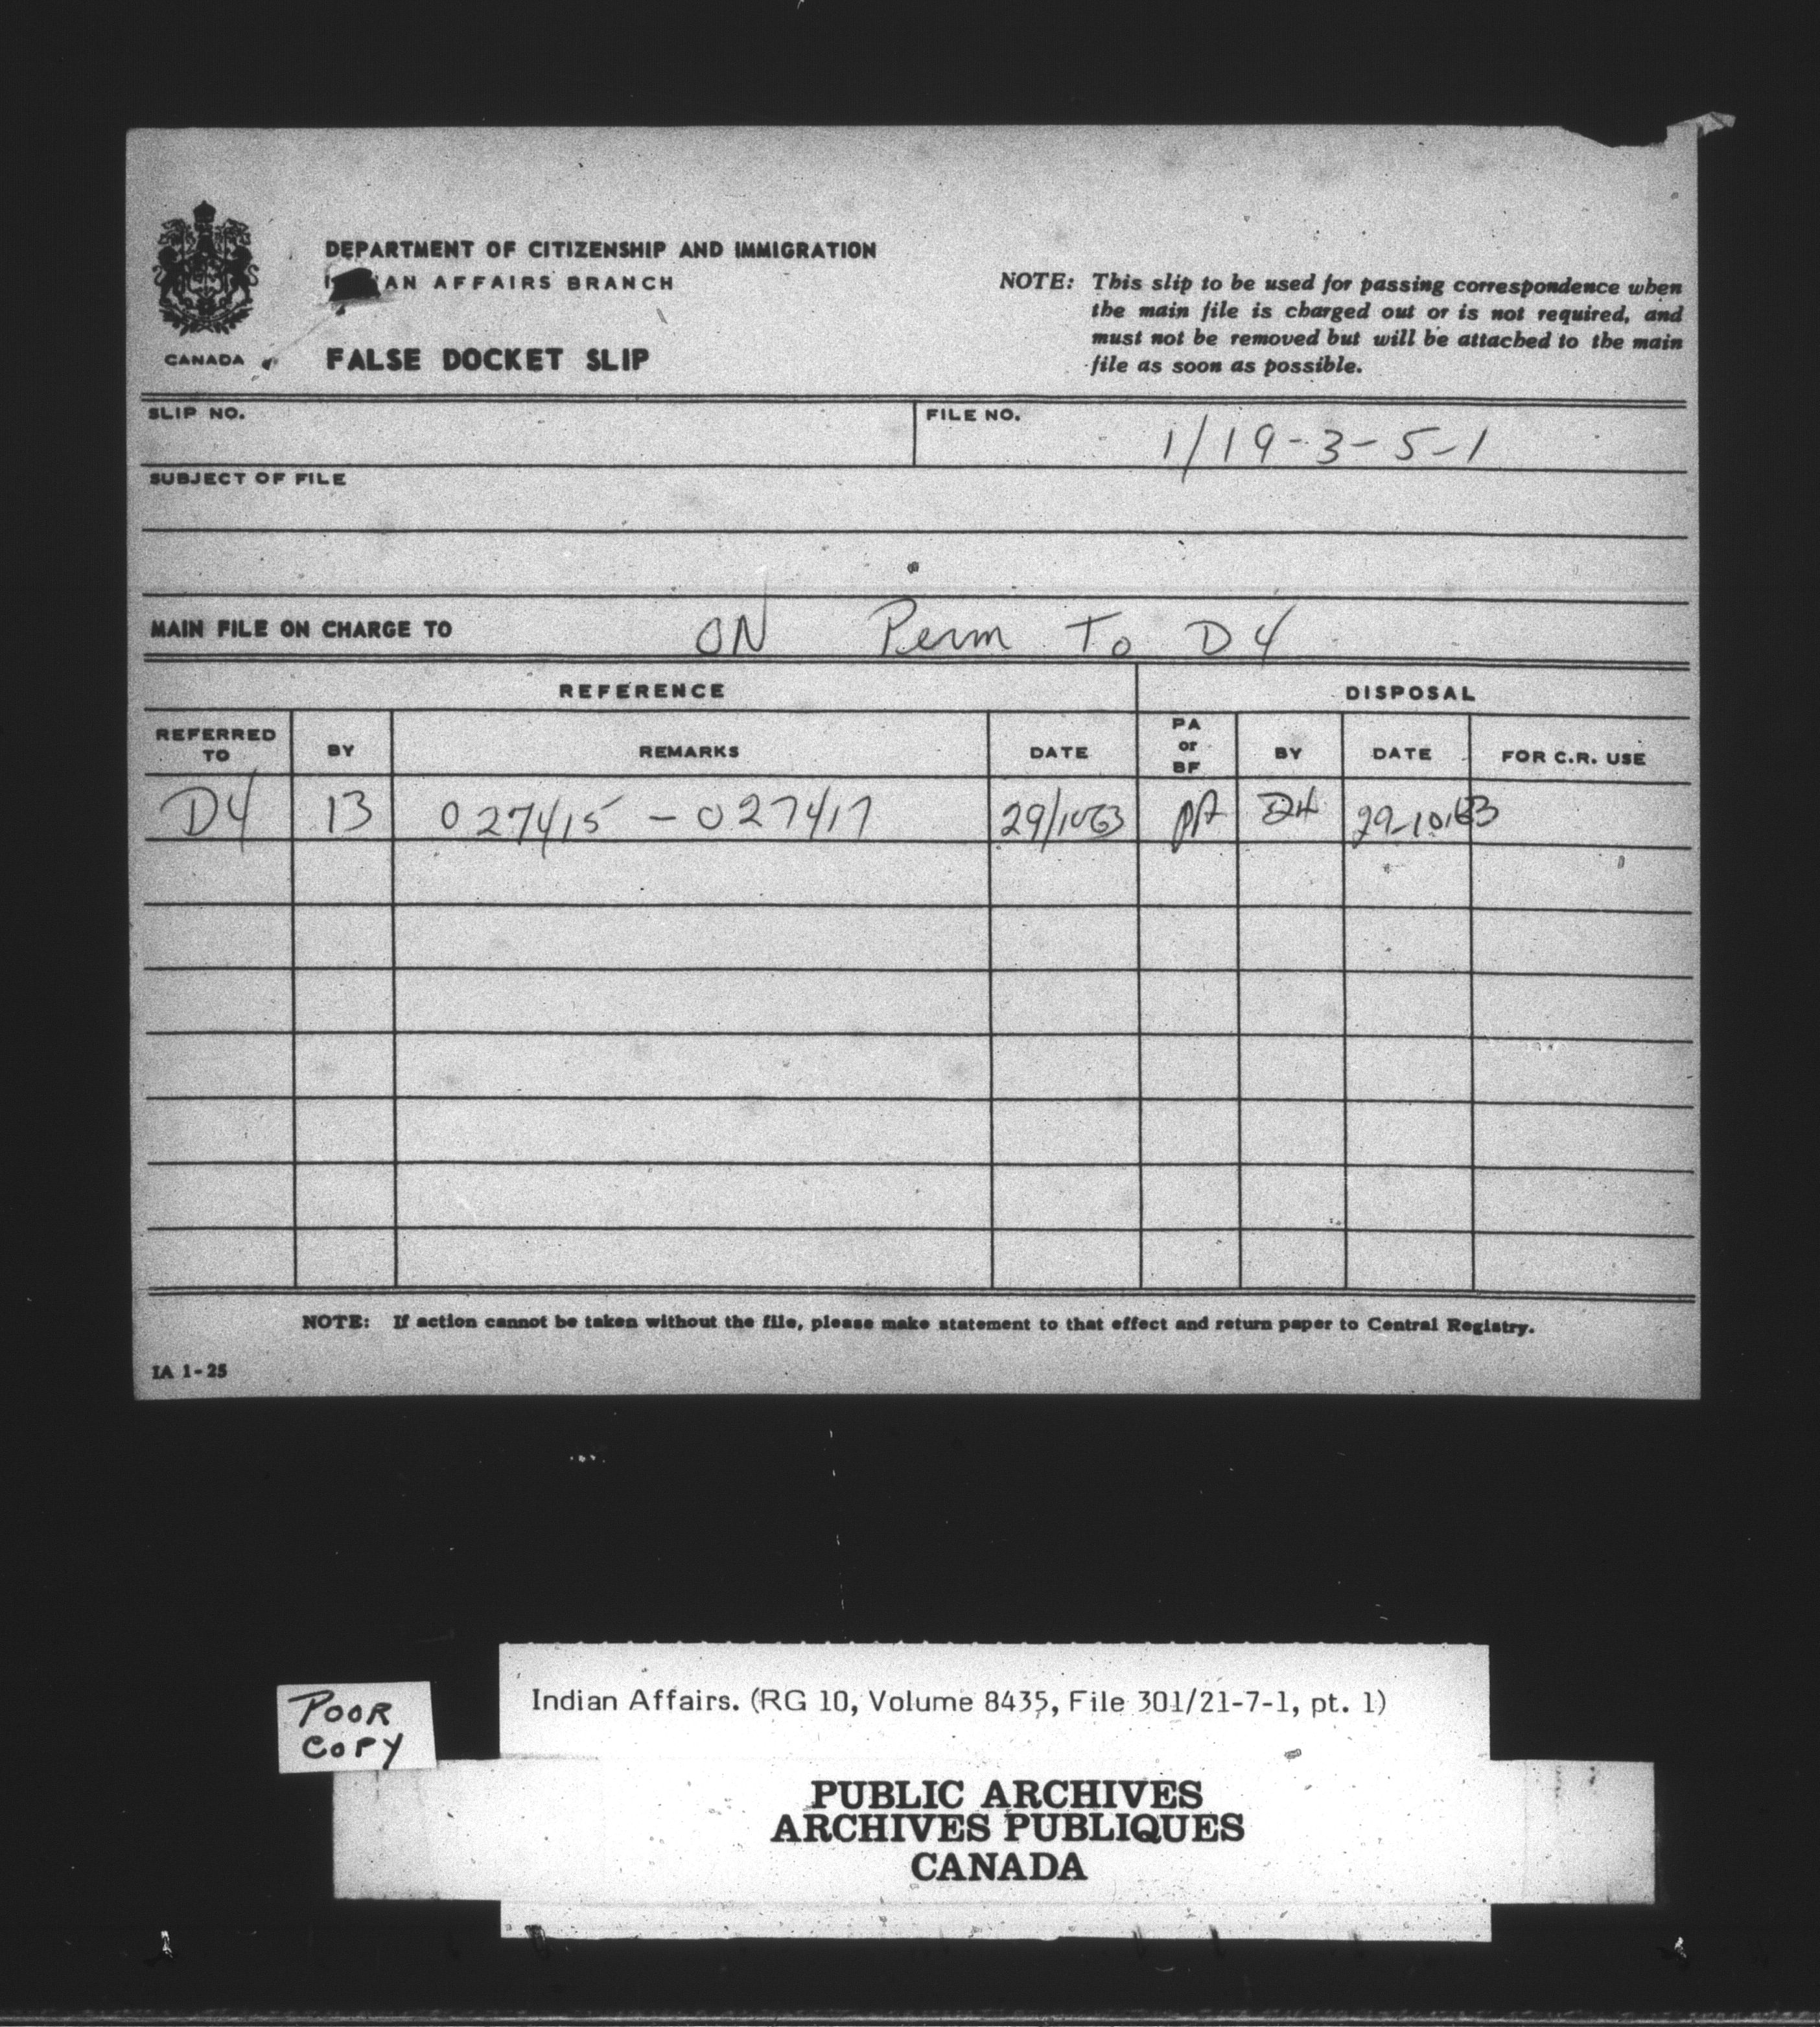 DEPARTMENT OF CITIZENSHIP AND IMMIGRATION
AFFAIRS BRANCH
CANADA
FALSE DOCKET SLIP
NOTE: This slip to be used for passing correspondence when
the main file is charged out or is not required, and
must not be removed but will be attached to the main
file as soon as possible.
SLIP NO.
FILE NO. 1/19-3-5-1
SUBJECT OF FILE
MAIN FILE ON CHARGE TO ON Perm To D4
REFERENCE DISPOSAL
REFERRED TO BY REMARKS DATE PA or BF BY DATE FOR C.R. USE
D4 13 027415 - 027417 29/10/63 PA D4 29-10-63
NOTE: If action cannot be taken without the file, please make statement to that effect and return paper to Central Registry.
IA 1-25
POOR
COPY
Indian Affairs. (RG 10, Volume 8435, File 301/21-7-1, pt. 1)
PUBLIC ARCHIVES
ARCHIVES PUBLIQUES
CANADA